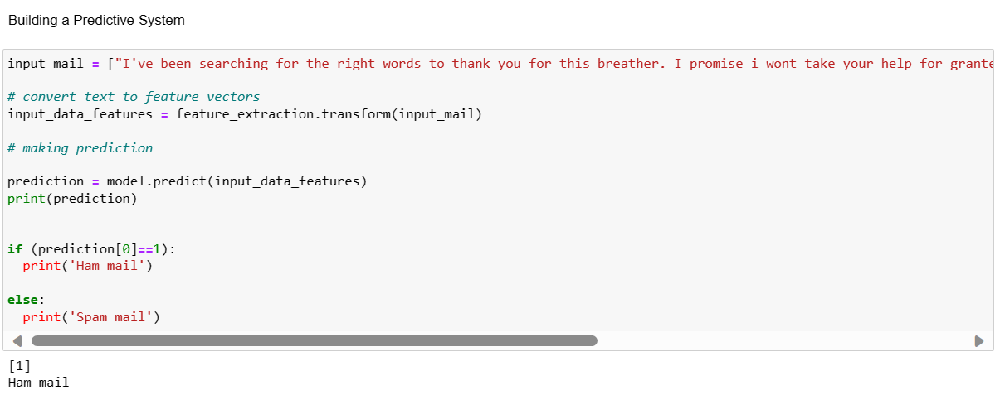 Building a Predictive System
input_mail = ["I've been searching for the right words to thank you for this breather. I promise i wont take your help for grante
# convert text to feature vectors
input_data_features = feature_extraction.transform(input_mail)
# making prediction
prediction = model.predict(input_data_features)
print(prediction)
if (prediction[0]==1):
  print('Ham mail')
else:
  print('Spam mail')
[1]
Ham mail